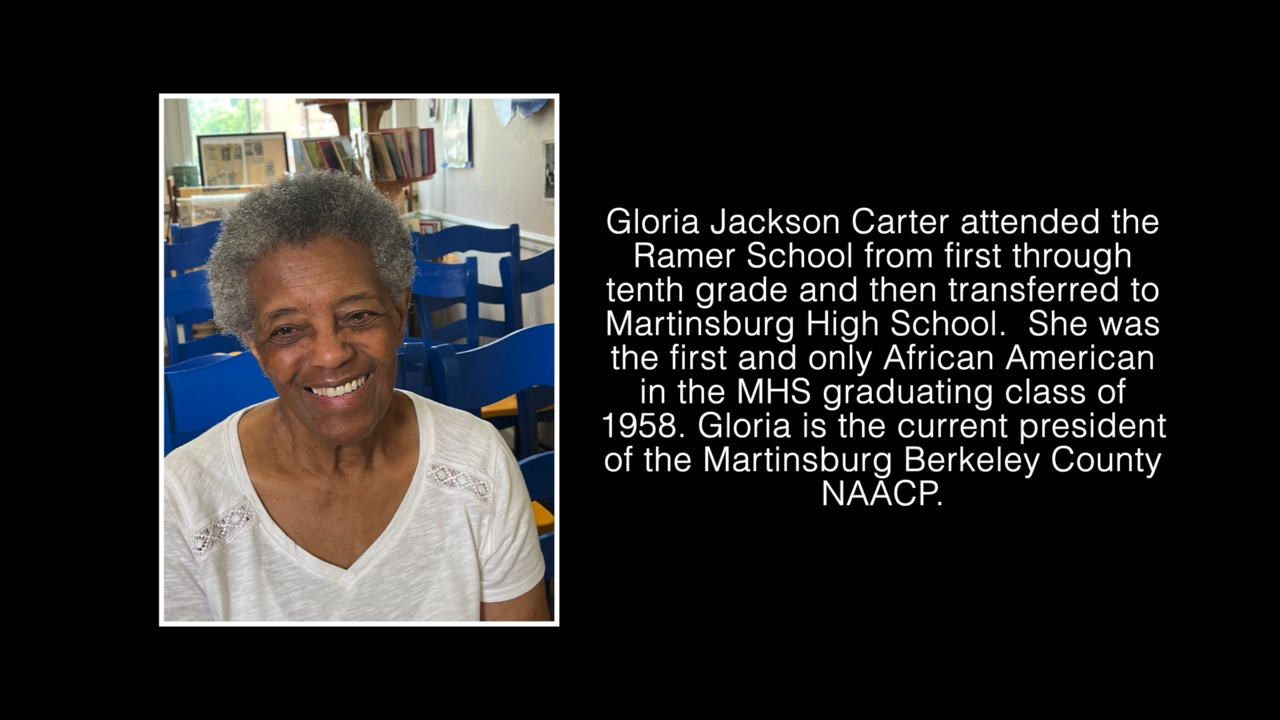 Gloria Jackson Carter attended the
Ramer School from first through
tenth grade and then transferred to
Martinsburg High School.  She was
the first and only African American
in the MHS graduating class of
1958. Gloria is the current president
of the Martinsburg Berkeley County
NAACP.